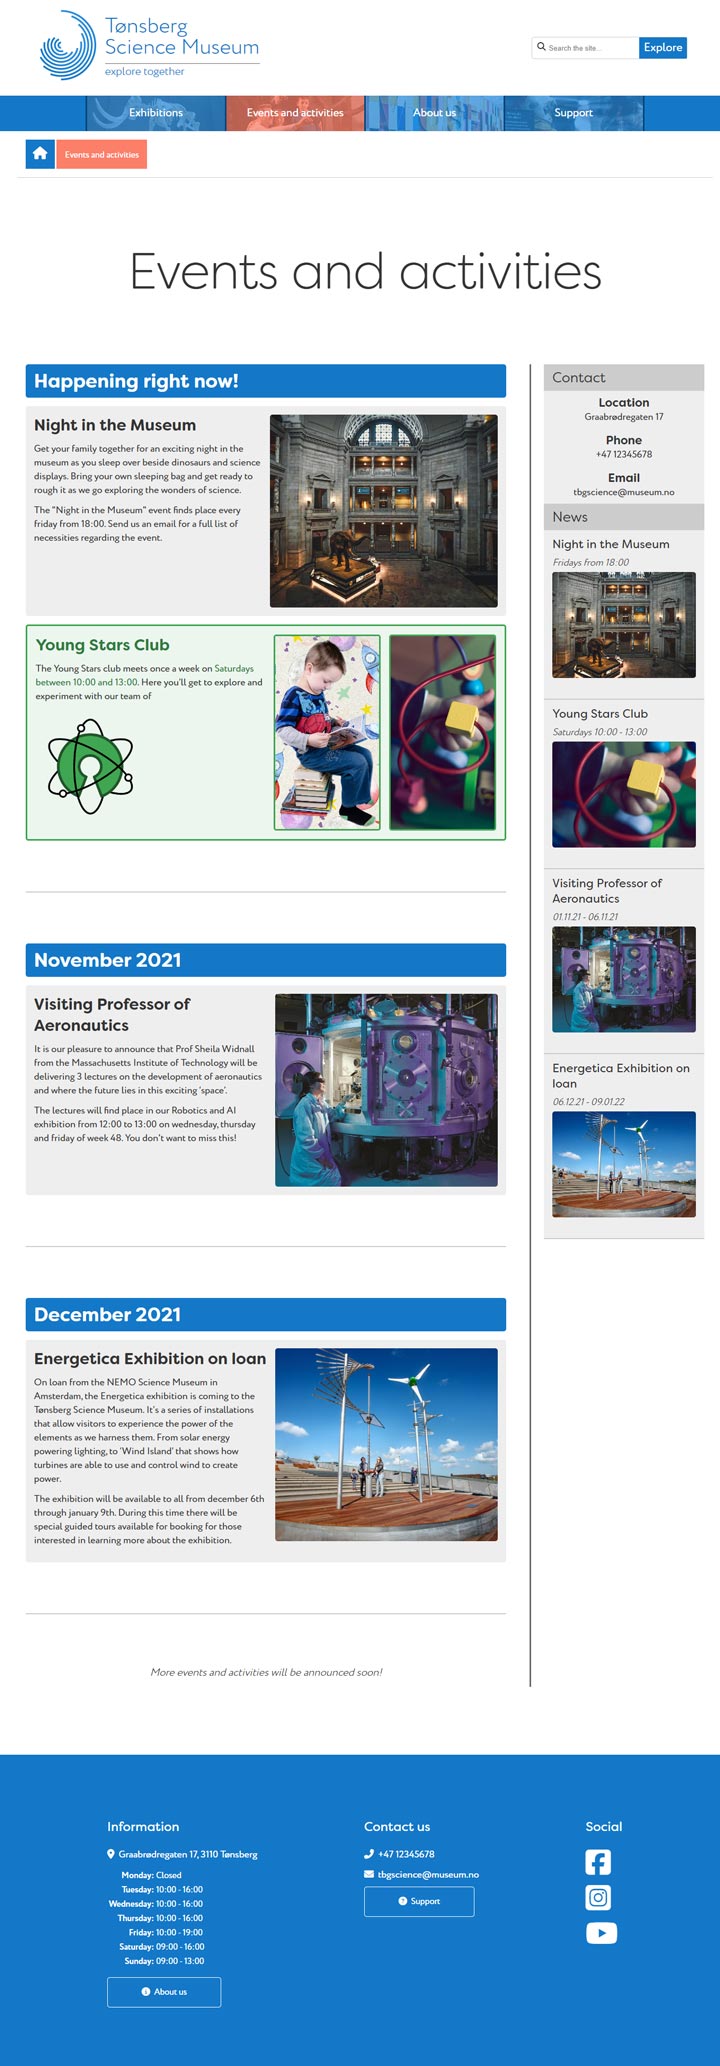 Tønsberg
Science Museum
explore together
Search the site...
Explore
Exhibitions
Events and activities
About us
Support
Events and activities
Events and activities
Happening right now!
Night in the Museum
Get your family together for an exciting night in the
museum as you sleep over beside dinosaurs and science
displays. Bring your own sleeping bag and get ready to
rough it as we go exploring the wonders of science.
The "Night in the Museum" event finds place every
friday from 18:00. Send us an email for a full list of
necessities regarding the event.
Young Stars Club
The Young Stars club meets once a week on Saturdays
between 10:00 and 13:00. Here you'll get to explore and
experiment with our team of
November 2021
Visiting Professor of
Aeronautics
It is our pleasure to announce that Prof Sheila Widnall
from the Massachusetts Institute of Technology will be
delivering 3 lectures on the development of aeronautics
and where the future lies in this exciting 'space'.
The lectures will find place in our Robotics and AI
exhibition from 12:00 to 13:00 on wednesday, thursday
and friday of week 48. You don't want to miss this!
December 2021
Energetica Exhibition on loan
On loan from the NEMO Science Museum in
Amsterdam, the Energetica exhibition is coming to the
Tønsberg Science Museum. It's a series of installations
that allow visitors to experience the power of the
elements as we harness them. From solar energy
powering lighting, to 'Wind Island' that shows how
turbines are able to use and control wind to create
power.
The exhibition will be available to all from december 6th
through january 9th. During this time there will be
special guided tours available for booking for those
interested in learning more about the exhibition.
More events and activities will be announced soon!
Contact
Location
Graabrødregaten 17
Phone
+47 12345678
Email
tbgscience@museum.no
News
Night in the Museum
Fridays from 18:00
Young Stars Club
Saturdays 10:00 - 13:00
Visiting Professor of
Aeronautics
01.11.21 - 06.11.21
Energetica Exhibition on
loan
06.12.21 - 09.01.22
Information
Graabrødregaten 17, 3110 Tønsberg
Monday: Closed
Tuesday: 10:00 - 16:00
Wednesday: 10:00 - 16:00
Thursday: 10:00 - 16:00
Friday: 10:00 - 19:00
Saturday: 09:00 - 16:00
Sunday: 09:00 - 13:00
About us
Contact us
+47 12345678
tbgscience@museum.no
Support
Social